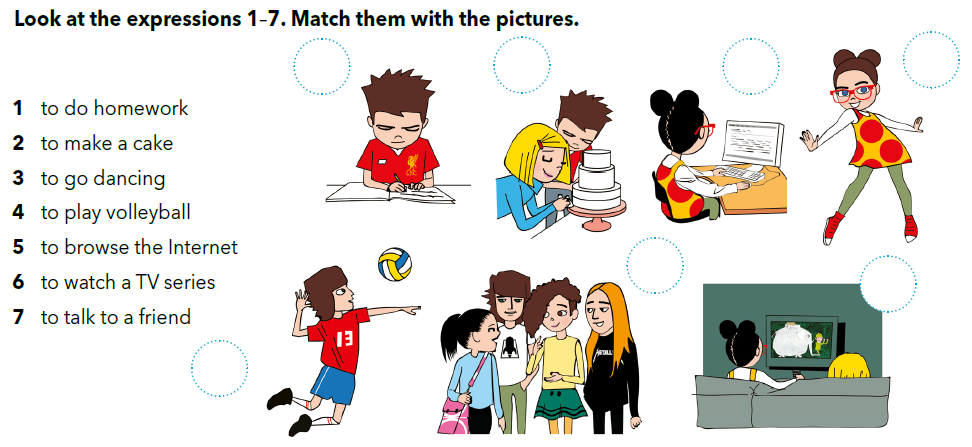 Look at the expressions 1–7. Match them with the pictures.
1 to do homework
2 to make a cake
3 to go dancing
4 to play volleyball
5 to browse the Internet
6 to watch a TV series
7 to talk to a friend
13